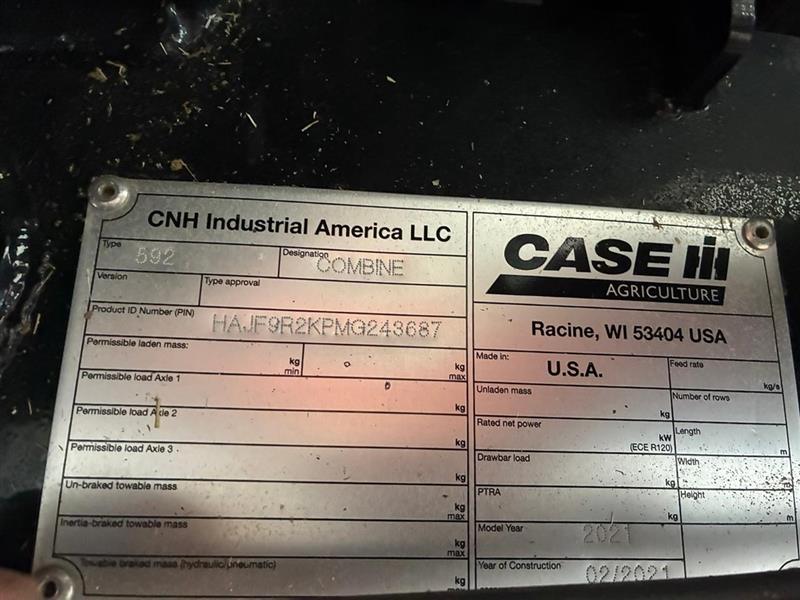 CNH Industrial America LLC
Type 592 Designation COMBINE
Version Type approval
Product ID Number (PIN) HAJF9R2KPMG243687
Permissible laden mass: kg min kg max
Permissible load Axle 1 kg
Permissible load Axle 2 kg
Permissible load Axle 3 kg
Un-braked towable mass kg max
Inertia-braked towable mass kg max
Towable braked mass (hydraulic/pneumatic) kg
CASE IH
AGRICULTURE
Racine, WI 53404 USA
Made in: U.S.A. Feed rate kg/s
Unladen mass kg Number of rows
Rated net power kW (ECE R120) Length m
Drawbar load kg Width m
PTRA kg Height m
Model Year 2021
Year of Construction 02/2021